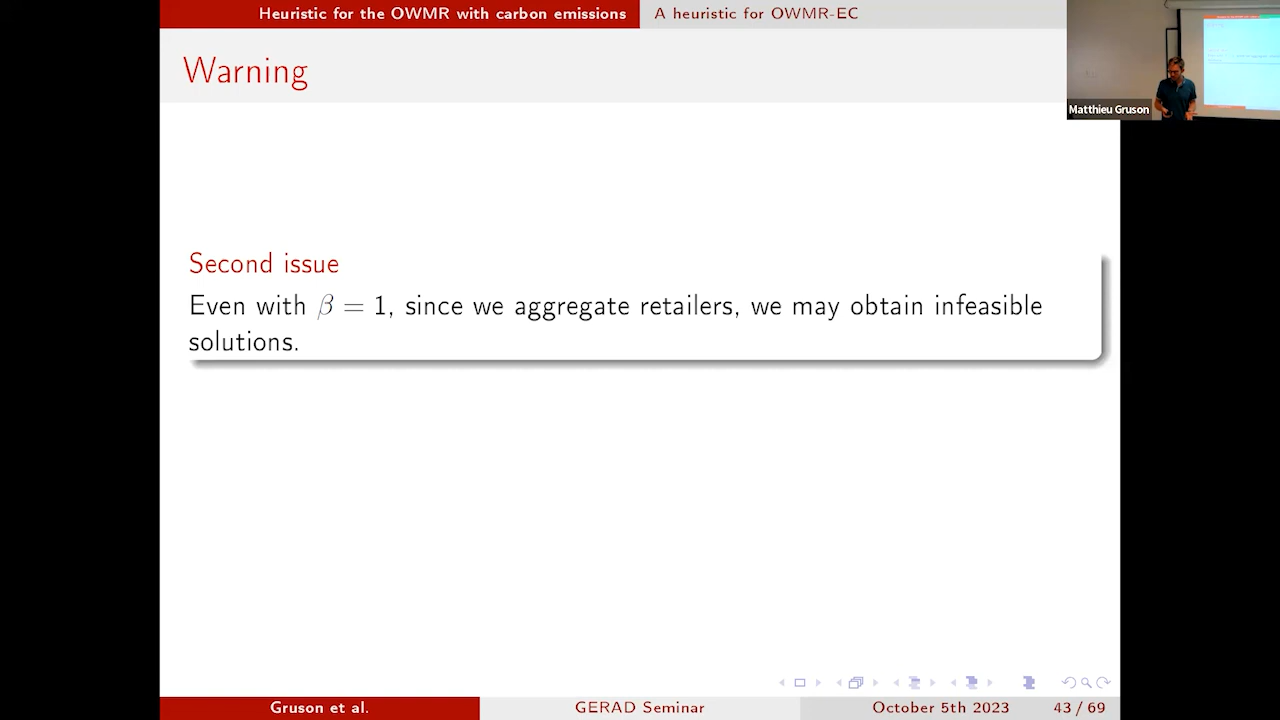 Heuristic for the OWMR with carbon emissions
A heuristic for OWMR-EC
Warning
Matthieu Gruson
Second issue
Even with β = 1, since we aggregate retailers, we may obtain infeasible
solutions.
Gruson et al.
GERAD Seminar
October 5th 2023
43 / 69